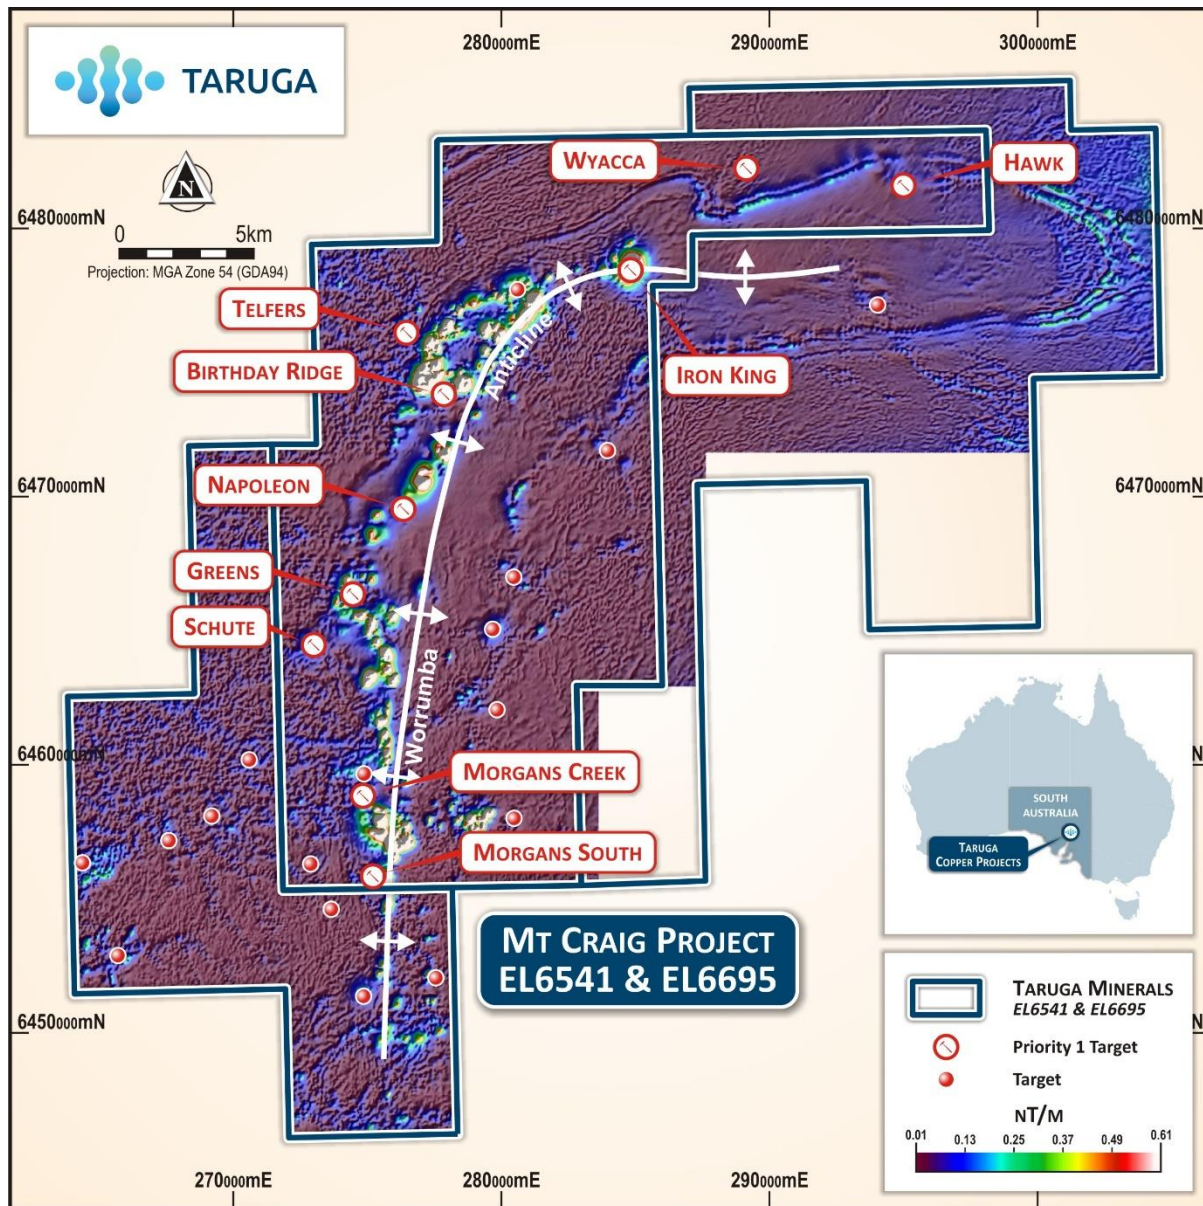 280000mE
290000mE
300000mE
TARUGA
WYACCA
HAWK
N
6480000mN
6480000mN
0 5km
Projection: MGA Zone 54 (GDA94)
TELFERS
BIRTHDAY RIDGE
Anticline
IRON KING
NAPOLEON
6470000mN
6470000mN
GREENS
SCHUTE
Worrumba
6460000mN
MORGANS CREEK
MORGANS SOUTH
SOUTH
AUSTRALIA
TARUGA
COPPER PROJECTS
MT CRAIG PROJECT
EL6541 & EL6695
TARUGA MINERALS
EL6541 & EL6695
6450000mN
Priority 1 Target
Target
NT/M
0.01 0.13 0.25 0.37 0.49 0.61
270000mE
280000mE
290000mE
300000mE